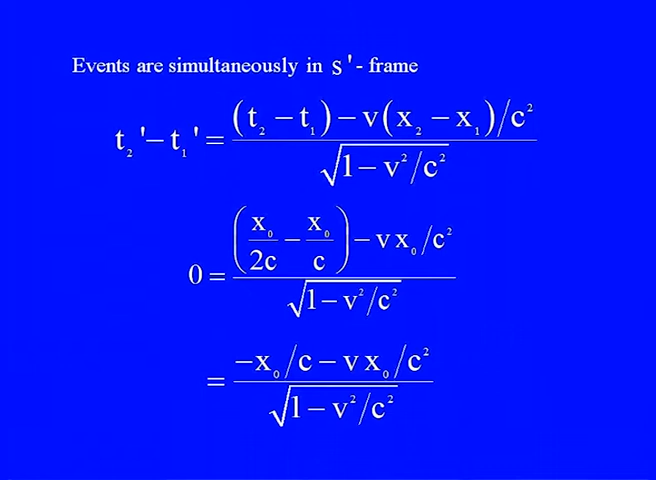 Events are simultaneously in S'- frame
t₂'− t₁' = ((t₂ − t₁) − v(x₂ − x₁)/c²) / √(1 − v²/c²)
0 = ((x₀/2c − x₀/c) − v x₀/c²) / √(1 − v²/c²)
= (−x₀/c − v x₀/c²) / √(1 − v²/c²)